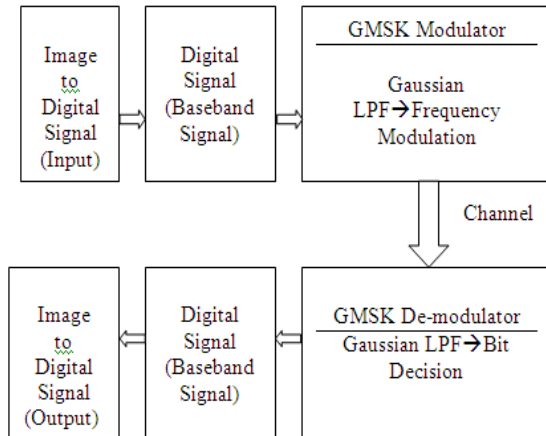 Image
to
Digital
Signal
(Input)
Digital
Signal
(Baseband
Signal)
GMSK Modulator
Gaussian
LPF→Frequency
Modulation
Channel
Image
to
Digital
Signal
(Output)
Digital
Signal
(Baseband
Signal)
GMSK De-modulator
Gaussian LPF→Bit
Decision